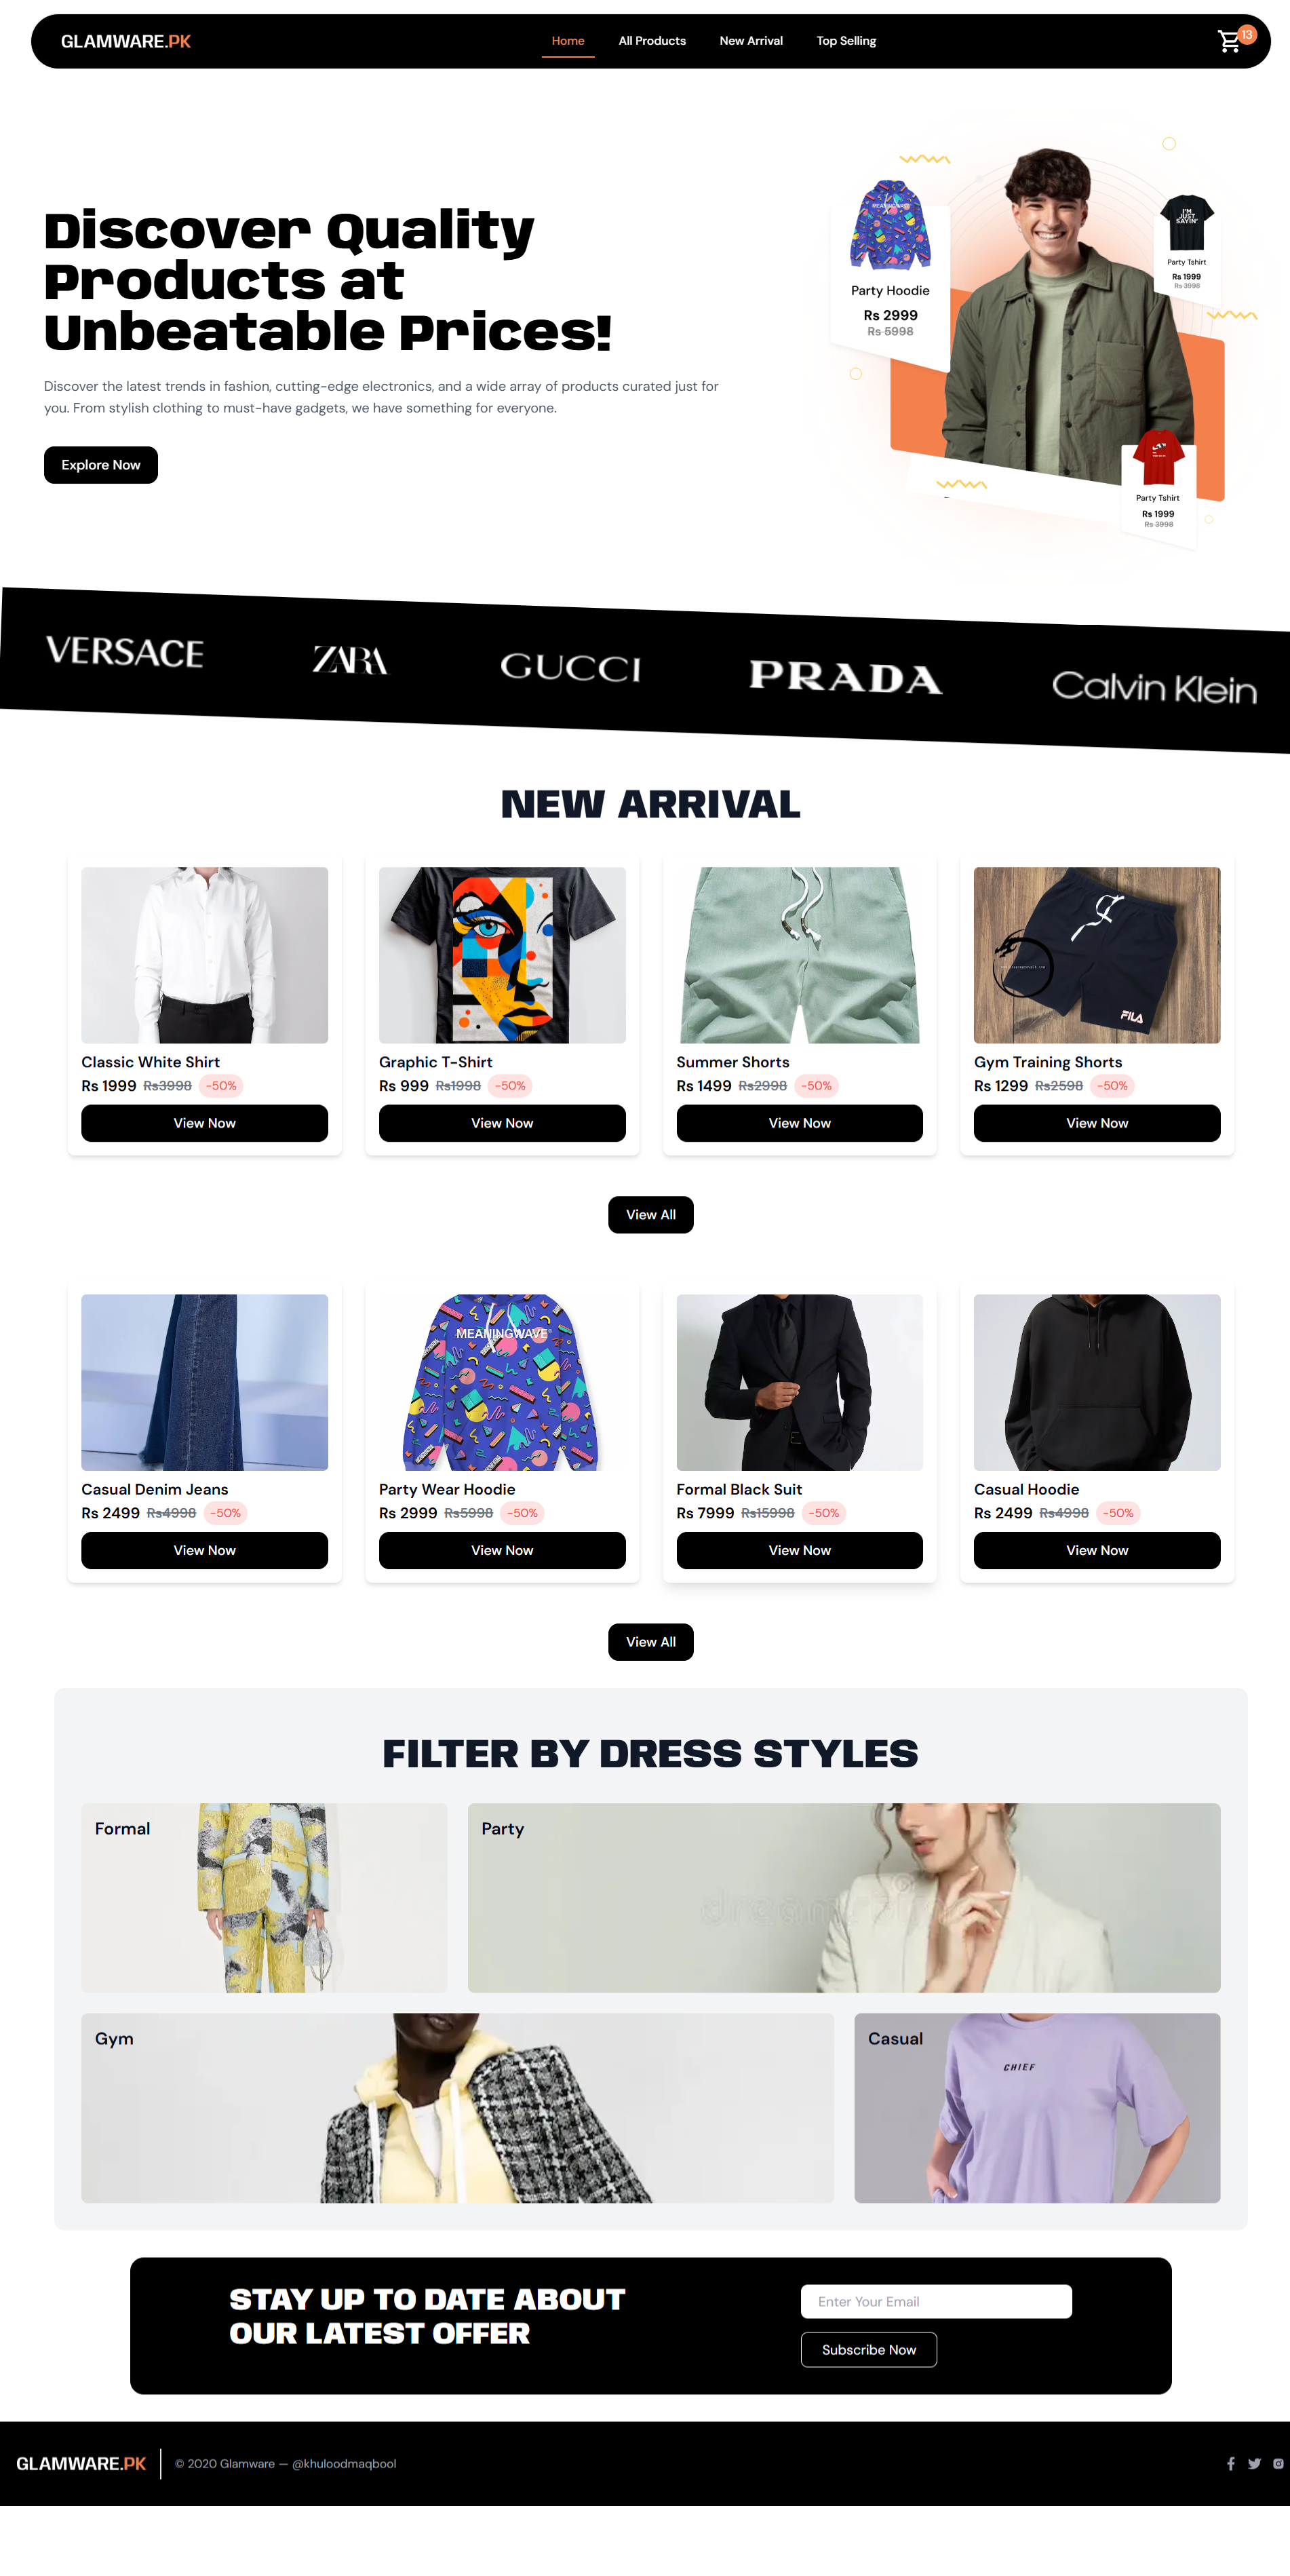 GLAMWARE.PK
Home
All Products
New Arrival
Top Selling
13
Discover Quality
Products at
Unbeatable Prices!
Discover the latest trends in fashion, cutting-edge electronics, and a wide array of products curated just for
you. From stylish clothing to must-have gadgets, we have something for everyone.
Explore Now
MEANINGWAVE
Party Hoodie
Rs 2999
Rs 5998
I'M
JUST
SAYIN'
Party Tshirt
Rs 1999
Rs 3998
Party Tshirt
Rs 1999
Rs 3998
VERSACE
ZARA
GUCCI
PRADA
Calvin Klein
NEW ARRIVAL
Classic White Shirt
Rs 1999 Rs3998 -50%
View Now
Graphic T-Shirt
Rs 999 Rs1998 -50%
View Now
Summer Shorts
Rs 1499 Rs2998 -50%
View Now
FILA
Gym Training Shorts
Rs 1299 Rs2598 -50%
View Now
View All
Casual Denim Jeans
Rs 2499 Rs4998 -50%
View Now
MEANINGWAVE
Party Wear Hoodie
Rs 2999 Rs5998 -50%
View Now
Formal Black Suit
Rs 7999 Rs15998 -50%
View Now
Casual Hoodie
Rs 2499 Rs4998 -50%
View Now
View All
FILTER BY DRESS STYLES
Formal
Party
dreamstime
Gym
Casual
CHIEF
STAY UP TO DATE ABOUT
OUR LATEST OFFER
Enter Your Email
Subscribe Now
GLAMWARE.PK
© 2020 Glamware — @khuloodmaqbool